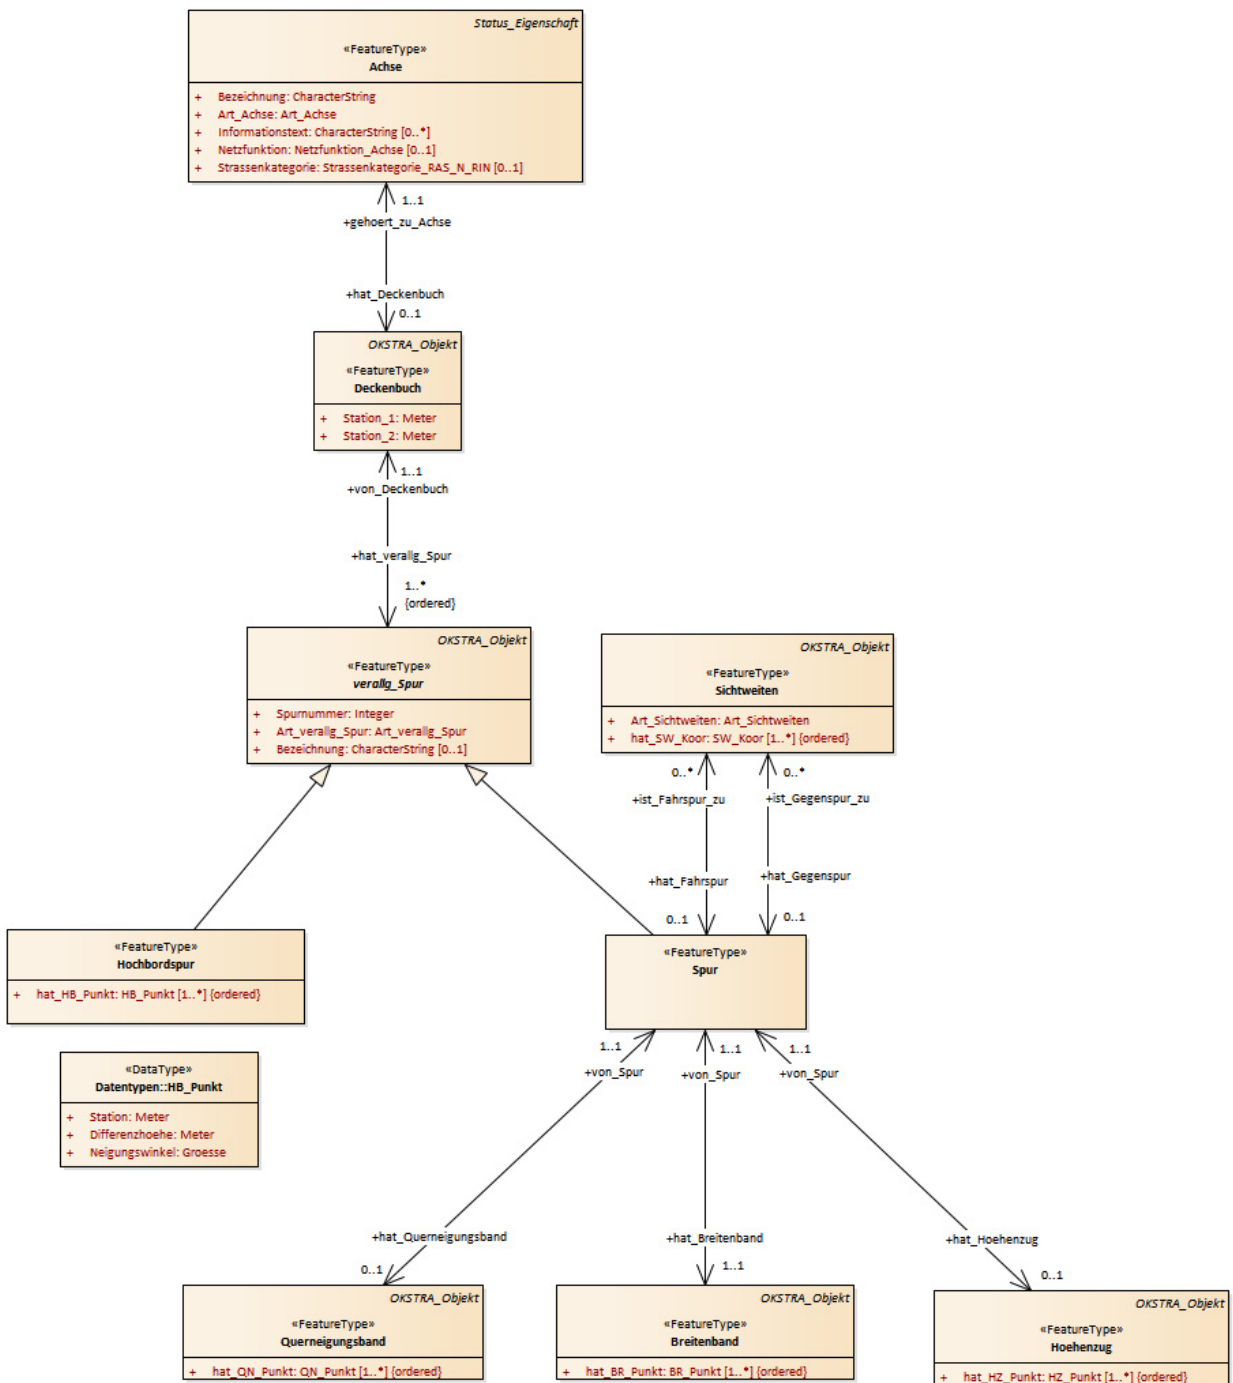 Status_Eigenschaft
«FeatureType»
Achse
+ Bezeichnung: CharacterString
+ Art_Achse: Art_Achse
+ Informationstext: CharacterString [0..*]
+ Netzfunktion: Netzfunktion_Achse [0..1]
+ Strassenkategorie: Strassenkategorie_RAS_N_RIN [0..1]
1..1
+gehoert_zu_Achse
+hat_Deckenbuch
0..1
OKSTRA_Objekt
«FeatureType»
Deckenbuch
+ Station_1: Meter
+ Station_2: Meter
1..1
+von_Deckenbuch
+hat_verallg_Spur
1..*
{ordered}
OKSTRA_Objekt
«FeatureType»
verallg_Spur
+ Spurnummer: Integer
+ Art_verallg_Spur: Art_verallg_Spur
+ Bezeichnung: CharacterString [0..1]
OKSTRA_Objekt
«FeatureType»
Sichtweiten
+ Art_Sichtweiten: Art_Sichtweiten
+ hat_SW_Koor: SW_Koor [1..*] {ordered}
0..* 0..*
+ist_Fahrspur_zu +ist_Gegenspur_zu
+hat_Fahrspur +hat_Gegenspur
0..1 0..1
«FeatureType»
Hochbordspur
+ hat_HB_Punkt: HB_Punkt [1..*] {ordered}
«FeatureType»
Spur
«DataType»
Datentypen::HB_Punkt
+ Station: Meter
+ Differenzhoehe: Meter
+ Neigungswinkel: Groesse
1..1 1..1 1..1
+von_Spur +von_Spur +von_Spur
+hat_Querneigungsband +hat_Breitenband +hat_Hoehenzug
0..1 1..1 0..1
OKSTRA_Objekt
«FeatureType»
Querneigungsband
+ hat_QN_Punkt: QN_Punkt [1..*] {ordered}
OKSTRA_Objekt
«FeatureType»
Breitenband
+ hat_BR_Punkt: BR_Punkt [1..*] {ordered}
OKSTRA_Objekt
«FeatureType»
Hoehenzug
+ hat_HZ_Punkt: HZ_Punkt [1..*] {ordered}